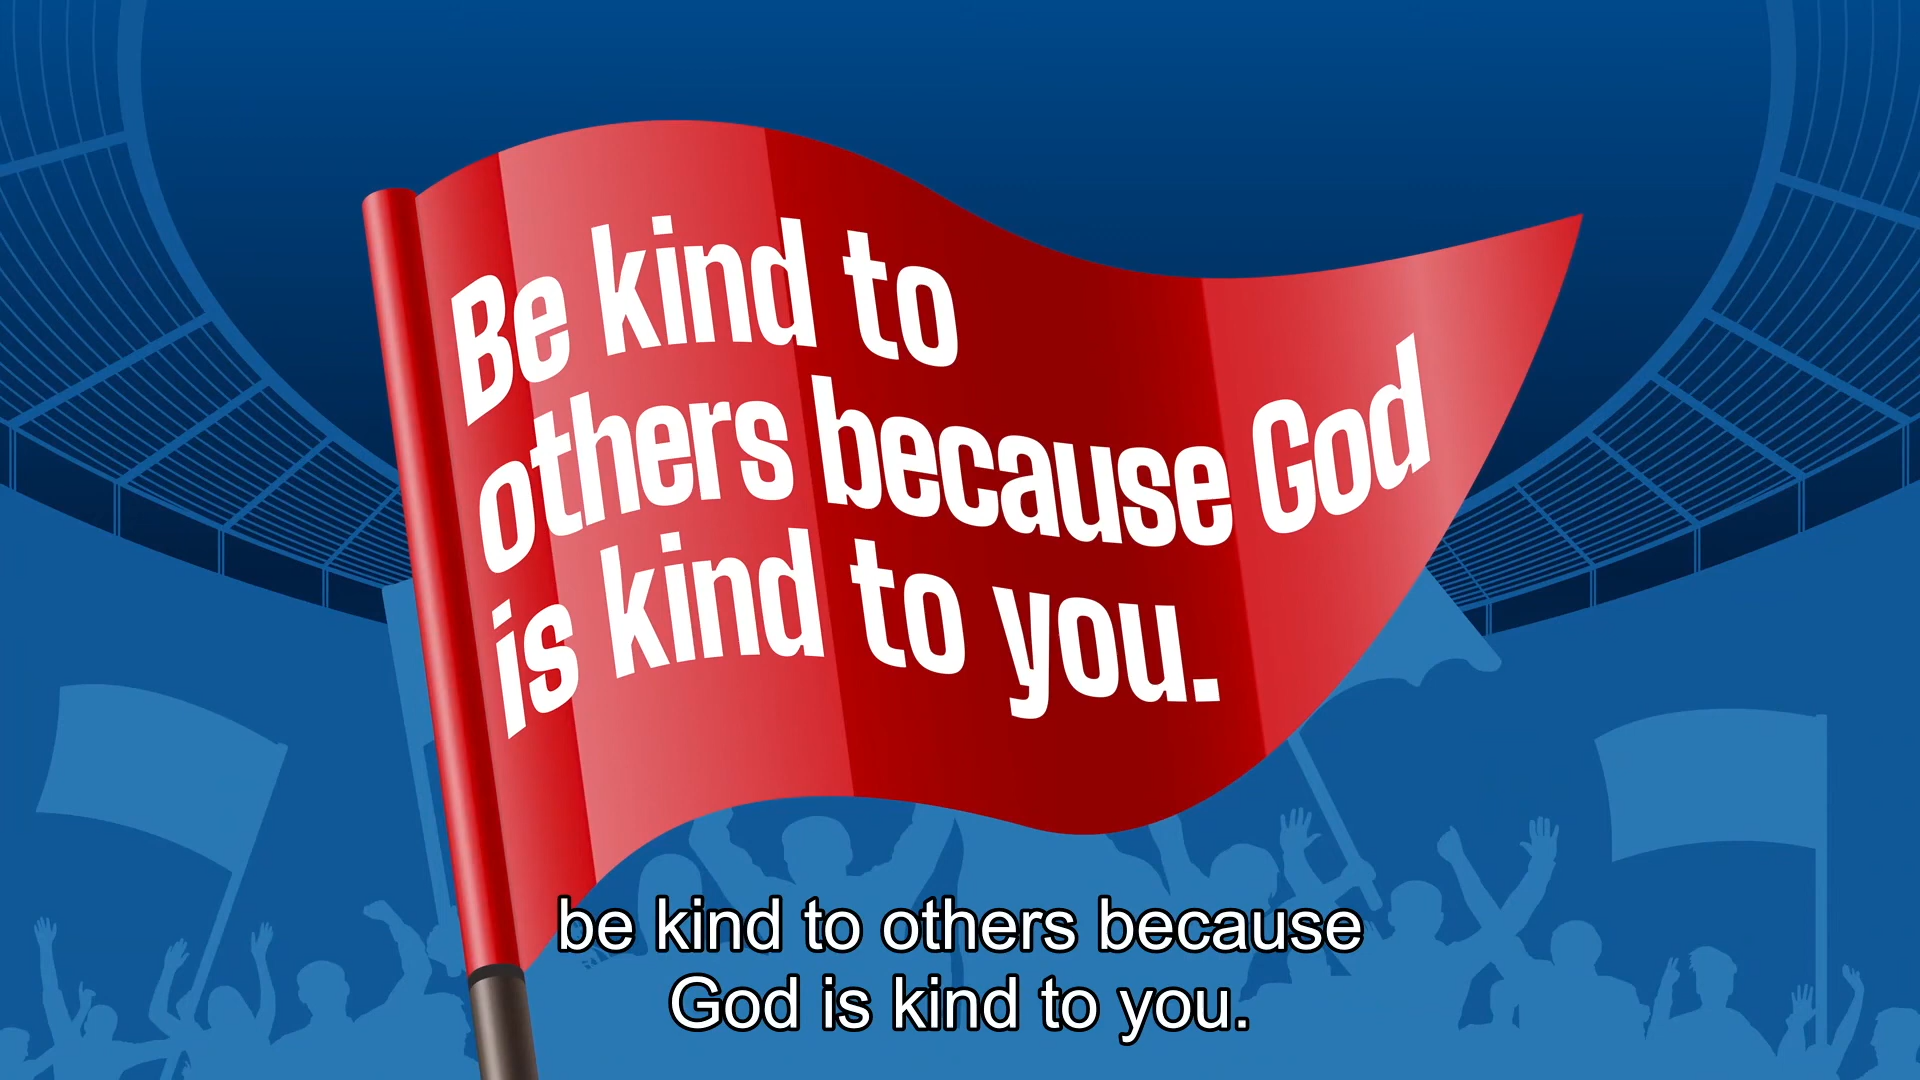 Be kind to
others because God
is kind to you.
be kind to others because
God is kind to you.